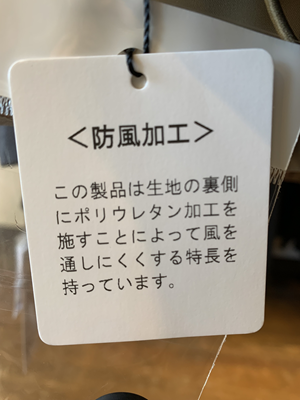 ＜防風加工＞
この製品は生地の裏側
にポリウレタン加工を
施すことによって風を
通しにくくする特長を
持っています。